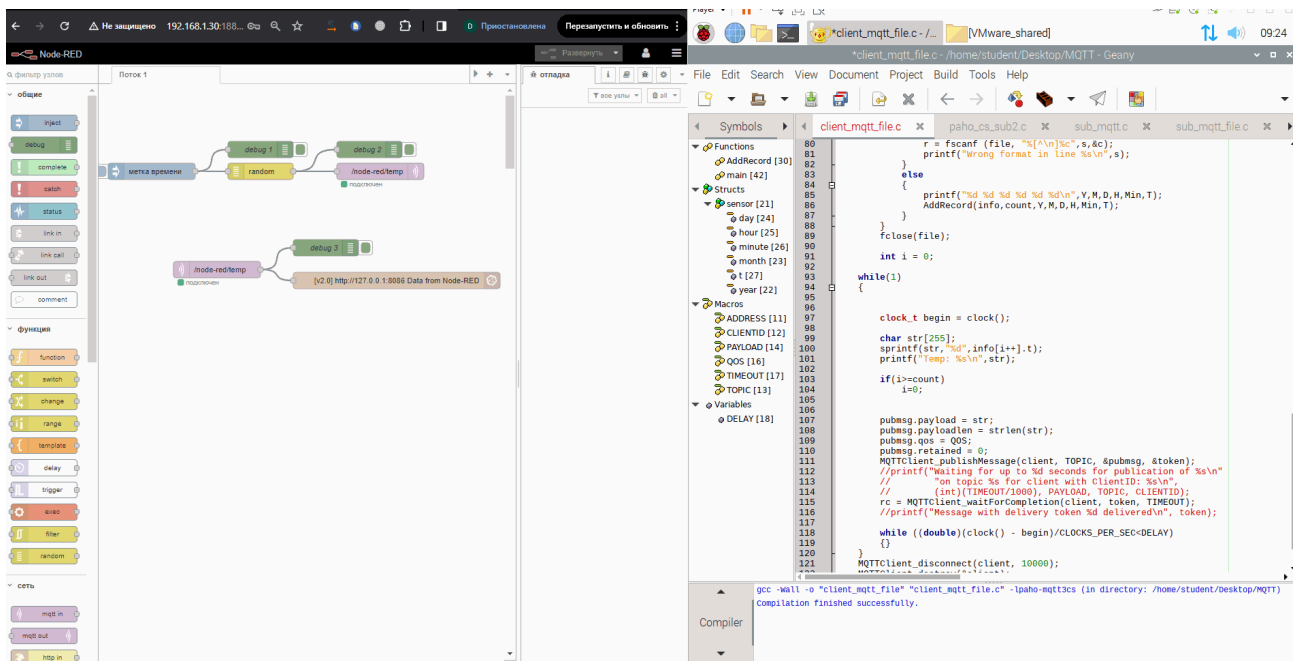 Не защищено 192.168.1.30:188...
Приостановлена
Перезапустить и обновить
Node-RED
Развернуть
фильтр узлов
Поток 1
отладка
все узлы
all
общие
inject
debug
complete
catch
status
link in
link call
link out
comment
функция
function
switch
change
range
template
delay
trigger
exec
filter
random
сеть
mqtt in
mqtt out
http in
debug 1
debug 2
метка времени
random
/node-red/temp
подключен
debug 3
/node-red/temp
подключен
[v2.0] http://127.0.0.1:8086 Data from Node-RED
Player
*client_mqtt_file.c - /...
[VMware_shared]
09:24
*client_mqtt_file.c - /home/student/Desktop/MQTT - Geany
File Edit Search View Document Project Build Tools Help
Symbols
client_mqtt_file.c
paho_cs_sub2.c
sub_mqtt.c
sub_mqtt_file.c
Functions
AddRecord [30]
main [42]
Structs
sensor [21]
day [24]
hour [25]
minute [26]
month [23]
t [27]
year [22]
Macros
ADDRESS [11]
CLIENTID [12]
PAYLOAD [14]
QOS [16]
TIMEOUT [17]
TOPIC [13]
Variables
DELAY [18]
80 r = fscanf (file, "%[^\n]%c",s,&c);
81 printf("Wrong format in line %s\n",s);
82 }
83 else
84 {
85 printf("%d %d %d %d %d %d\n",Y,M,D,H,Min,T);
86 AddRecord(info,count,Y,M,D,H,Min,T);
87 }
88 }
89 fclose(file);
90
91 int i = 0;
92
93 while(1)
94 {
95
96
97 clock_t begin = clock();
98
99 char str[255];
100 sprintf(str,"%d",info[i++].t);
101 printf("Temp: %s\n",str);
102
103 if(i>=count)
104 i=0;
105
106
107 pubmsg.payload = str;
108 pubmsg.payloadlen = strlen(str);
109 pubmsg.qos = QOS;
110 pubmsg.retained = 0;
111 MQTTClient_publishMessage(client, TOPIC, &pubmsg, &token);
112 //printf("Waiting for up to %d seconds for publication of %s\n"
113 // "on topic %s for client with ClientID: %s\n",
114 // (int)(TIMEOUT/1000), PAYLOAD, TOPIC, CLIENTID);
115 rc = MQTTClient_waitForCompletion(client, token, TIMEOUT);
116 //printf("Message with delivery token %d delivered\n", token);
117
118 while ((double)(clock() - begin)/CLOCKS_PER_SEC<DELAY)
119 {}
120 }
121 MQTTClient_disconnect(client, 10000);
Compiler
gcc -Wall -o "client_mqtt_file" "client_mqtt_file.c" -lpaho-mqtt3cs (in directory: /home/student/Desktop/MQTT)
Compilation finished successfully.